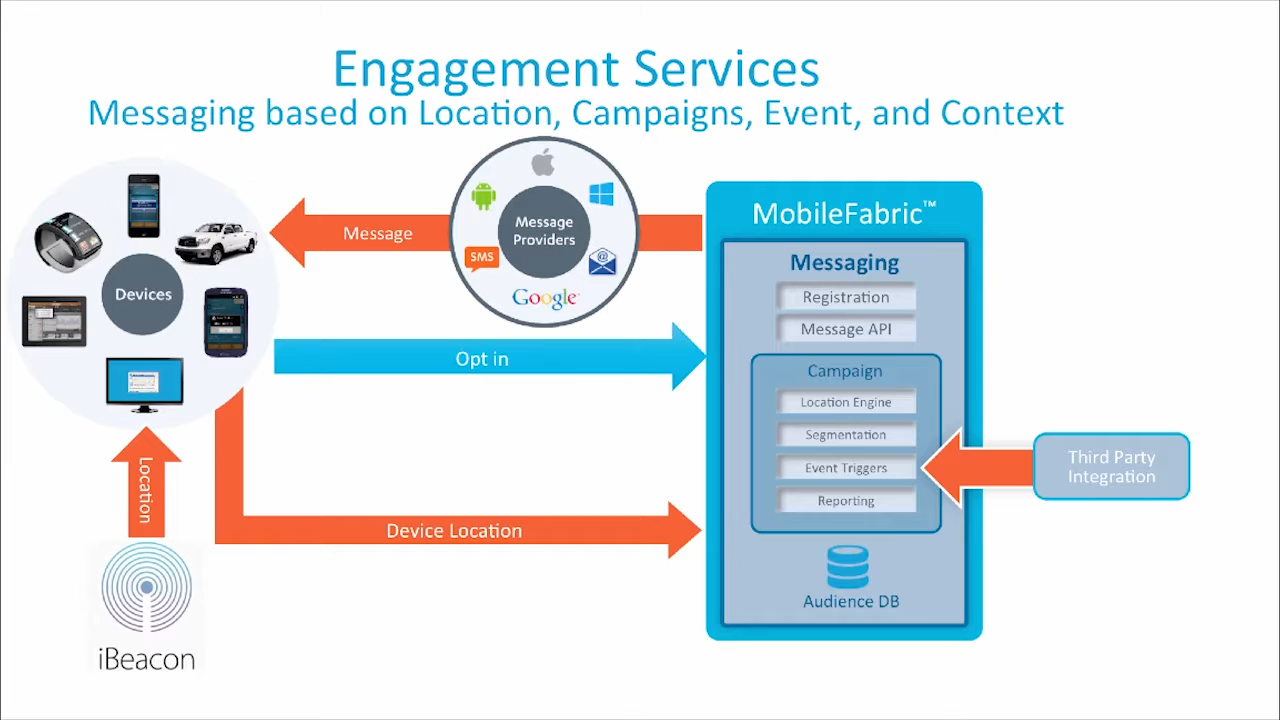 Engagement Services
Messaging based on Location, Campaigns, Event, and Context
Devices
Message
Message
Providers
SMS
@
Google
Opt in
Location
Device Location
iBeacon
MobileFabric™
Messaging
Registration
Message API
Campaign
Location Engine
Segmentation
Event Triggers
Reporting
Audience DB
Third Party
Integration